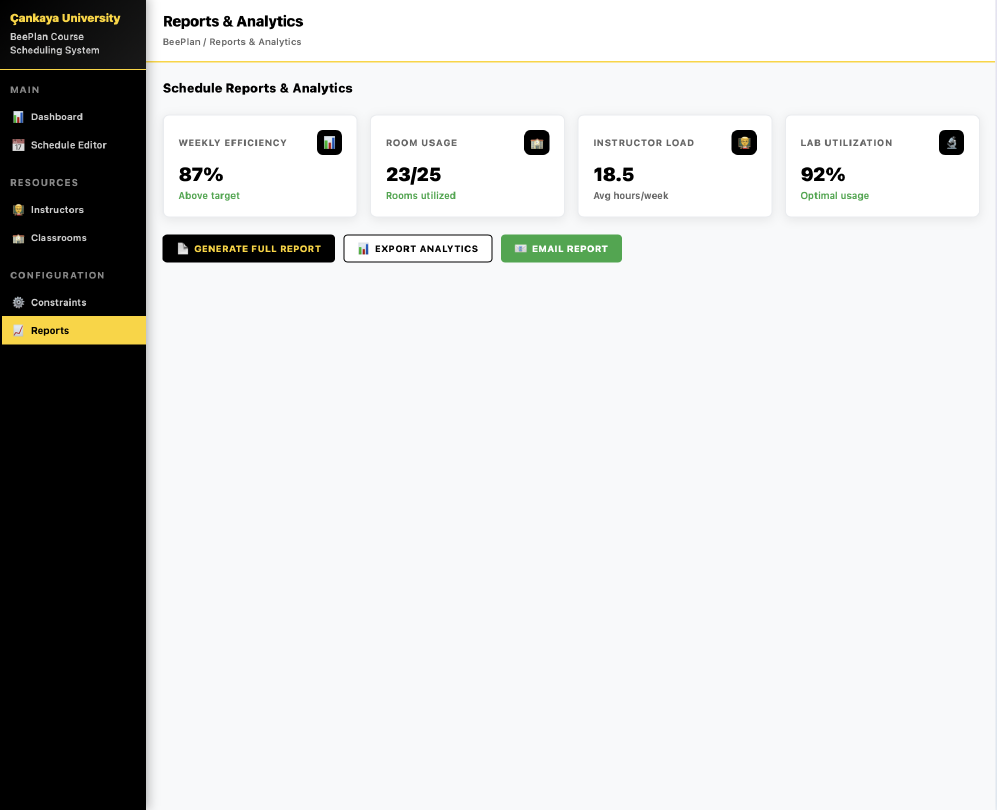 Çankaya University
BeePlan Course
Scheduling System
MAIN
Dashboard
Schedule Editor
RESOURCES
Instructors
Classrooms
CONFIGURATION
Constraints
Reports
Reports & Analytics
BeePlan / Reports & Analytics
Schedule Reports & Analytics
WEEKLY EFFICIENCY
87%
Above target
ROOM USAGE
23/25
Rooms utilized
INSTRUCTOR LOAD
18.5
Avg hours/week
LAB UTILIZATION
92%
Optimal usage
GENERATE FULL REPORT
EXPORT ANALYTICS
EMAIL REPORT